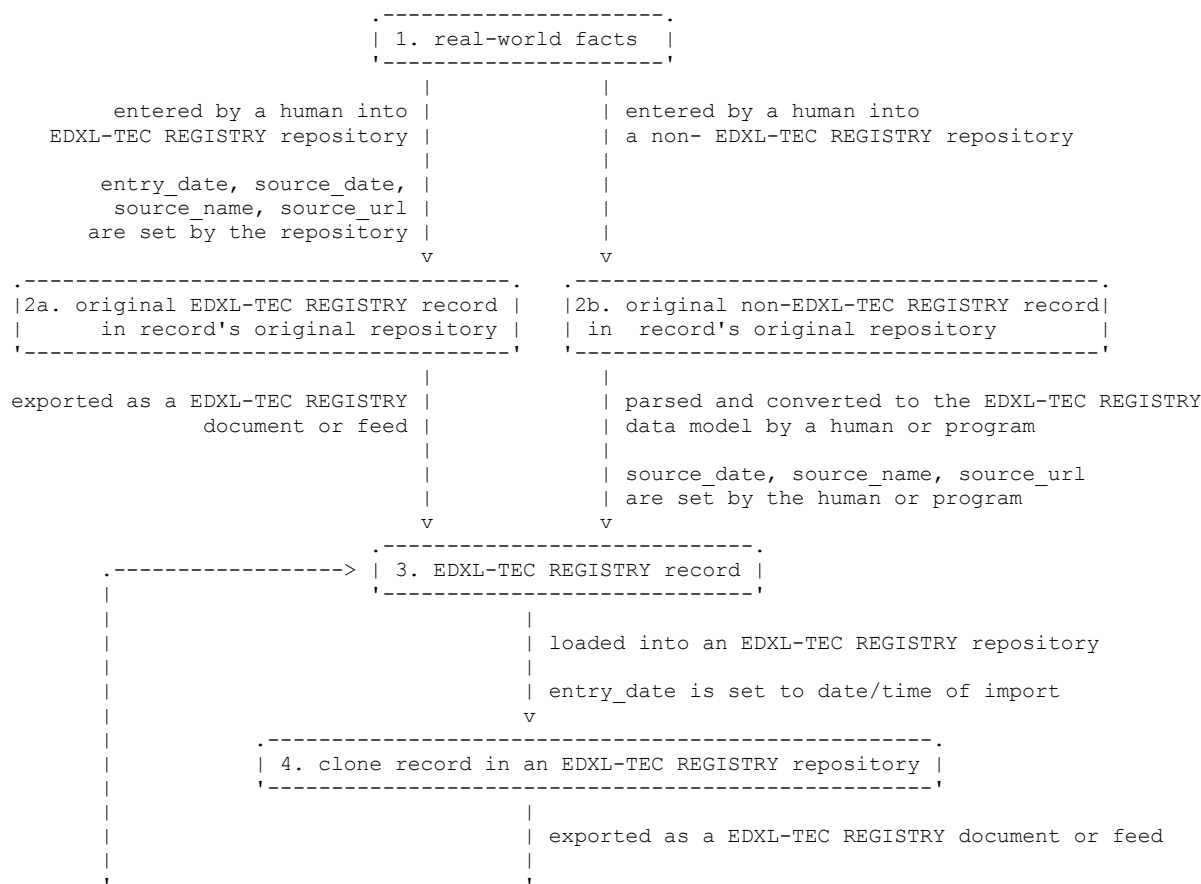 1. real-world facts
entered by a human into
EDXL-TEC REGISTRY repository
entry_date, source_date,
source_name, source_url
are set by the repository
entered by a human into
a non- EDXL-TEC REGISTRY repository
2a. original EDXL-TEC REGISTRY record
in record's original repository
2b. original non-EDXL-TEC REGISTRY record
in record's original repository
exported as a EDXL-TEC REGISTRY
document or feed
parsed and converted to the EDXL-TEC REGISTRY
data model by a human or program
source_date, source_name, source_url
are set by the human or program
3. EDXL-TEC REGISTRY record
loaded into an EDXL-TEC REGISTRY repository
entry_date is set to date/time of import
4. clone record in an EDXL-TEC REGISTRY repository
exported as a EDXL-TEC REGISTRY document or feed